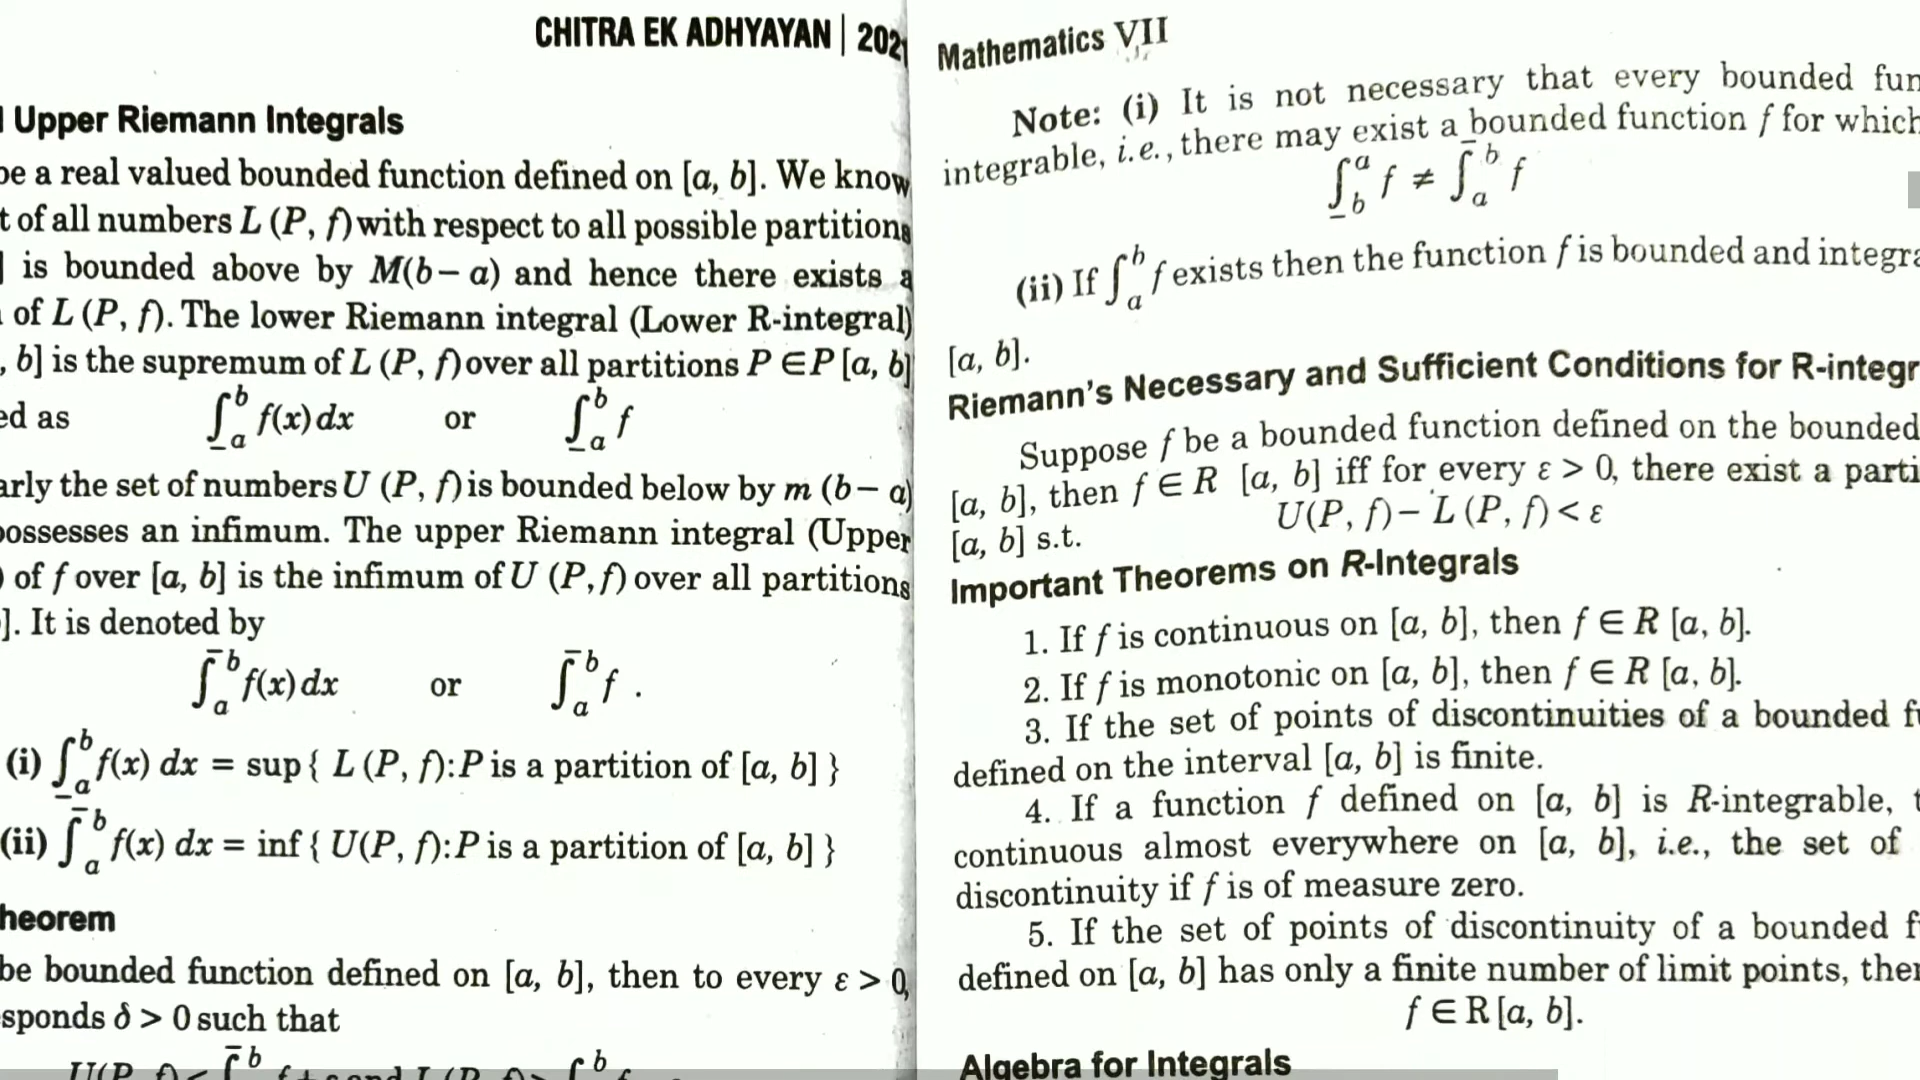 CHITRA EK ADHYAYAN | 2021
Upper Riemann Integrals
be a real valued bounded function defined on [a, b]. We know
t of all numbers L (P, f) with respect to all possible partitions
] is bounded above by M(b – a) and hence there exists a
of L (P, f). The lower Riemann integral (Lower R-integral)
, b] is the supremum of L (P, f) over all partitions P ∈ P [a, b]
ed as ∫̲ₐᵇ f(x) dx or ∫̲ₐᵇ f
arly the set of numbers U (P, f) is bounded below by m (b – a)
possesses an infimum. The upper Riemann integral (Upper
) of f over [a, b] is the infimum of U (P, f) over all partitions
]. It is denoted by
∫̅ₐᵇ f(x) dx or ∫̅ₐᵇ f .
(i) ∫̲ₐᵇ f(x) dx = sup { L (P, f): P is a partition of [a, b] }
(ii) ∫̅ₐᵇ f(x) dx = inf { U(P, f): P is a partition of [a, b] }
heorem
be bounded function defined on [a, b], then to every ε > 0,
sponds δ > 0 such that
Mathematics VII
Note: (i) It is not necessary that every bounded fun
integrable, i.e., there may exist a bounded function f for which
∫̲_b^a f ≠ ∫̅ₐᵇ f
(ii) If ∫ₐᵇ f exists then the function f is bounded and integra
[a, b].
Riemann's Necessary and Sufficient Conditions for R-integr
Suppose f be a bounded function defined on the bounded
[a, b], then f ∈ R [a, b] iff for every ε > 0, there exist a parti
[a, b] s.t. U(P, f) – L (P, f) < ε
Important Theorems on R-Integrals
1. If f is continuous on [a, b], then f ∈ R [a, b].
2. If f is monotonic on [a, b], then f ∈ R [a, b].
3. If the set of points of discontinuities of a bounded f
defined on the interval [a, b] is finite.
4. If a function f defined on [a, b] is R-integrable, t
continuous almost everywhere on [a, b], i.e., the set of
discontinuity if f is of measure zero.
5. If the set of points of discontinuity of a bounded f
defined on [a, b] has only a finite number of limit points, then
f ∈ R [a, b].
Algebra for Integrals